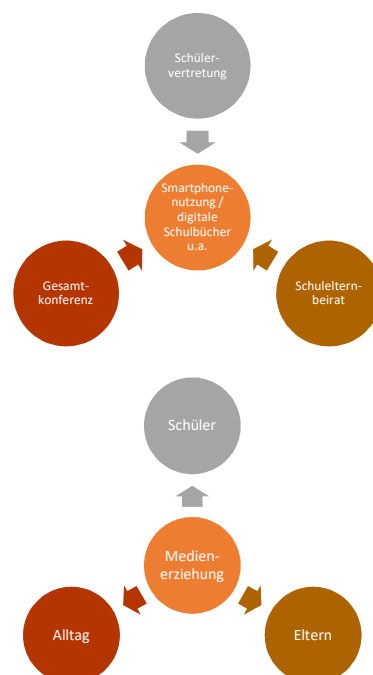 Schüler-
vertretung
Smartphone-
nutzung /
digitale
Schulbücher
u.a.
Gesamt-
konferenz
Schuleltern-
beirat
Schüler
Medien-
erziehung
Alltag
Eltern